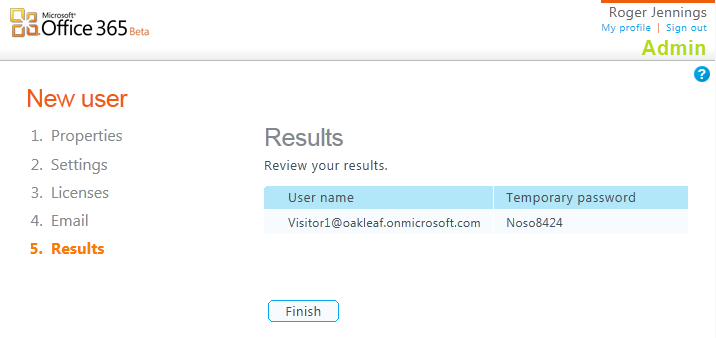 Microsoft®
Office 365 Beta
Roger Jennings
My profile | Sign out
Admin
?
New user
1. Properties
2. Settings
3. Licenses
4. Email
5. Results
Results
Review your results.
User name Temporary password
Visitor1@oakleaf.onmicrosoft.com Noso8424
Finish